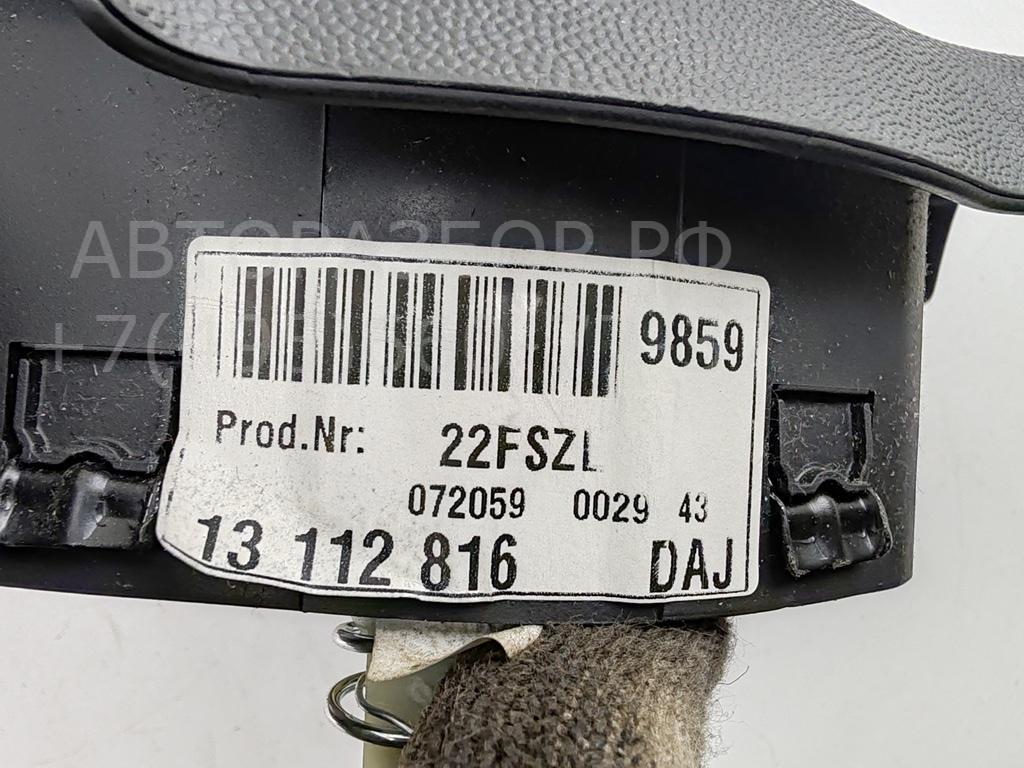 АВТОРАЗБОР.РФ
9859
Prod.Nr: 22FSZL
072059 0029 43
13 112 816 DAJ